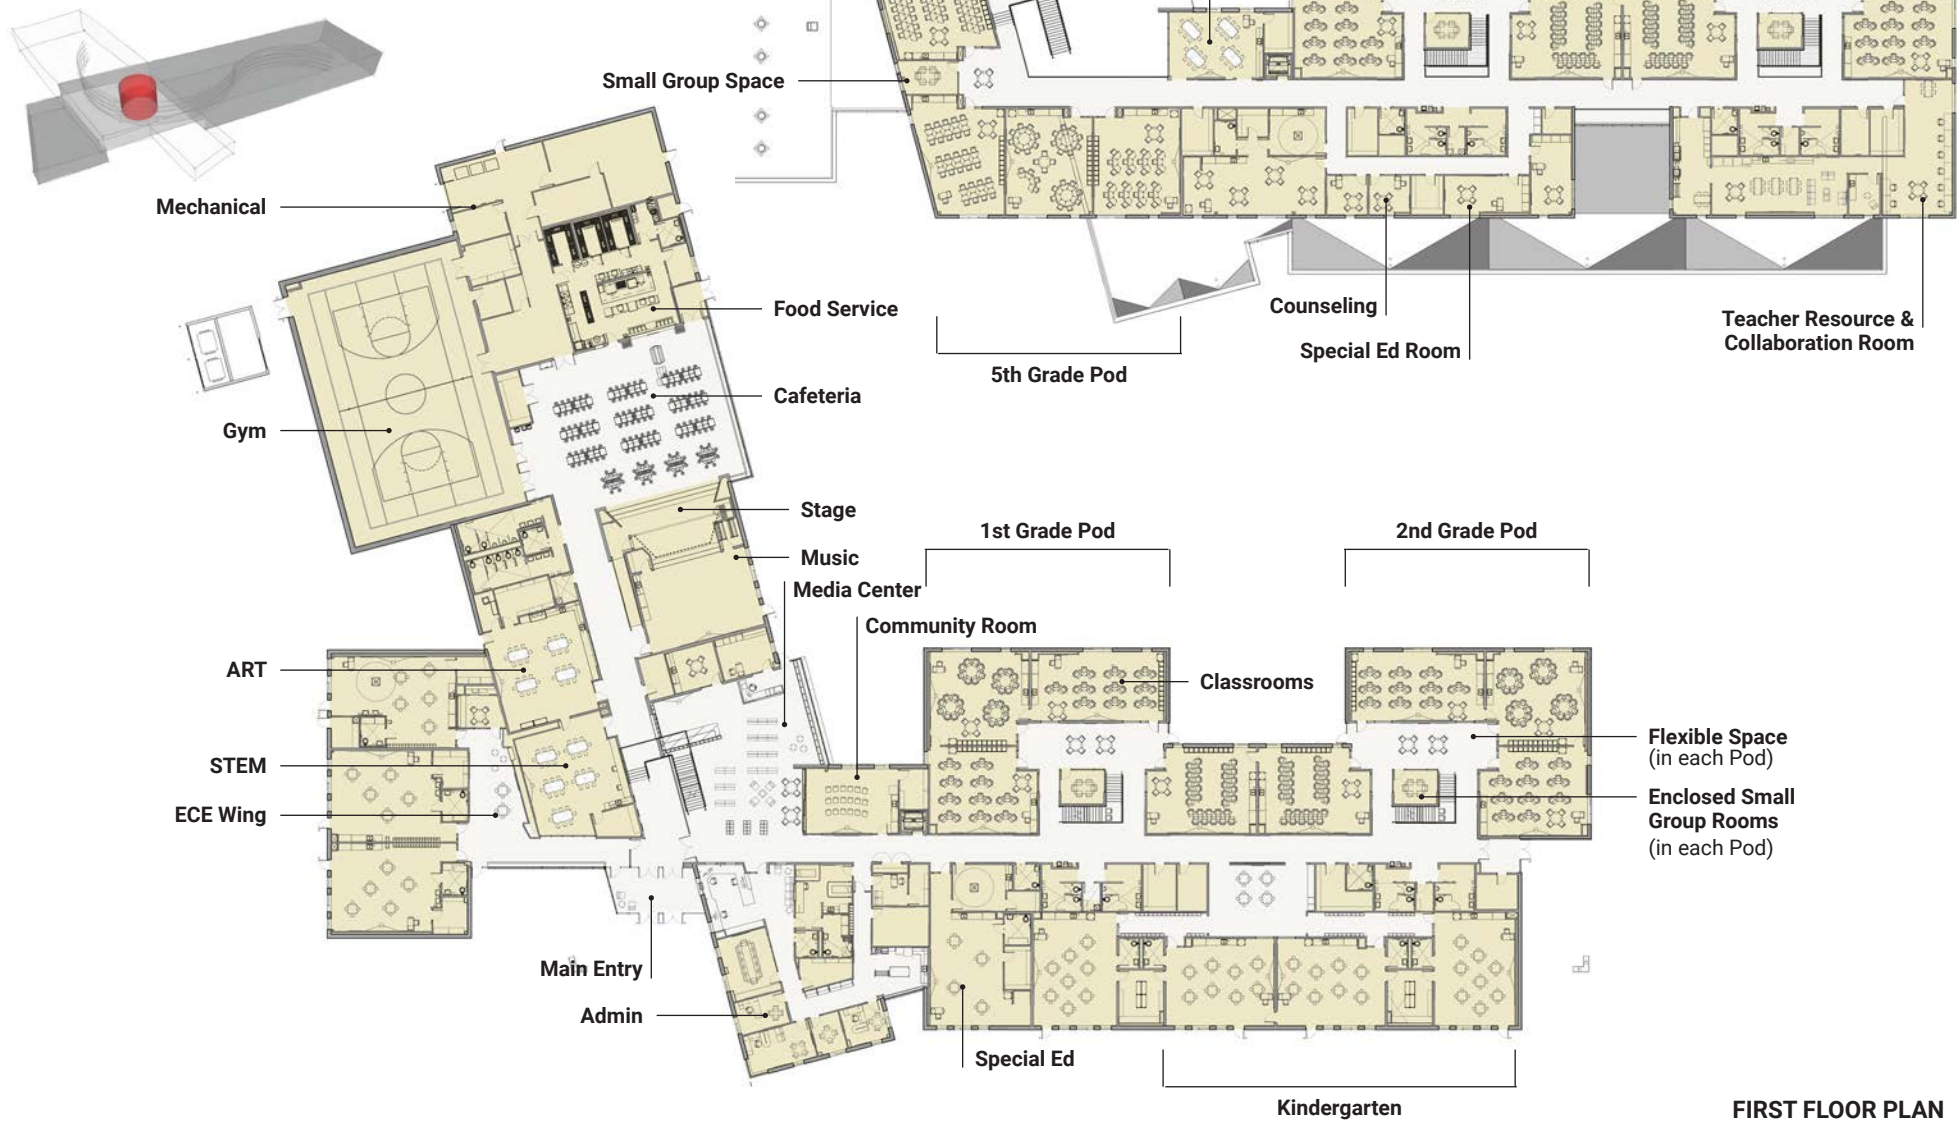 Small Group Space
Mechanical
Food Service
Counseling
Special Ed Room
Teacher Resource &
Collaboration Room
5th Grade Pod
Cafeteria
Gym
Stage
1st Grade Pod
2nd Grade Pod
Music
Media Center
Community Room
ART
Classrooms
Flexible Space
(in each Pod)
STEM
Enclosed Small
Group Rooms
(in each Pod)
ECE Wing
Main Entry
Admin
Special Ed
Kindergarten
FIRST FLOOR PLAN